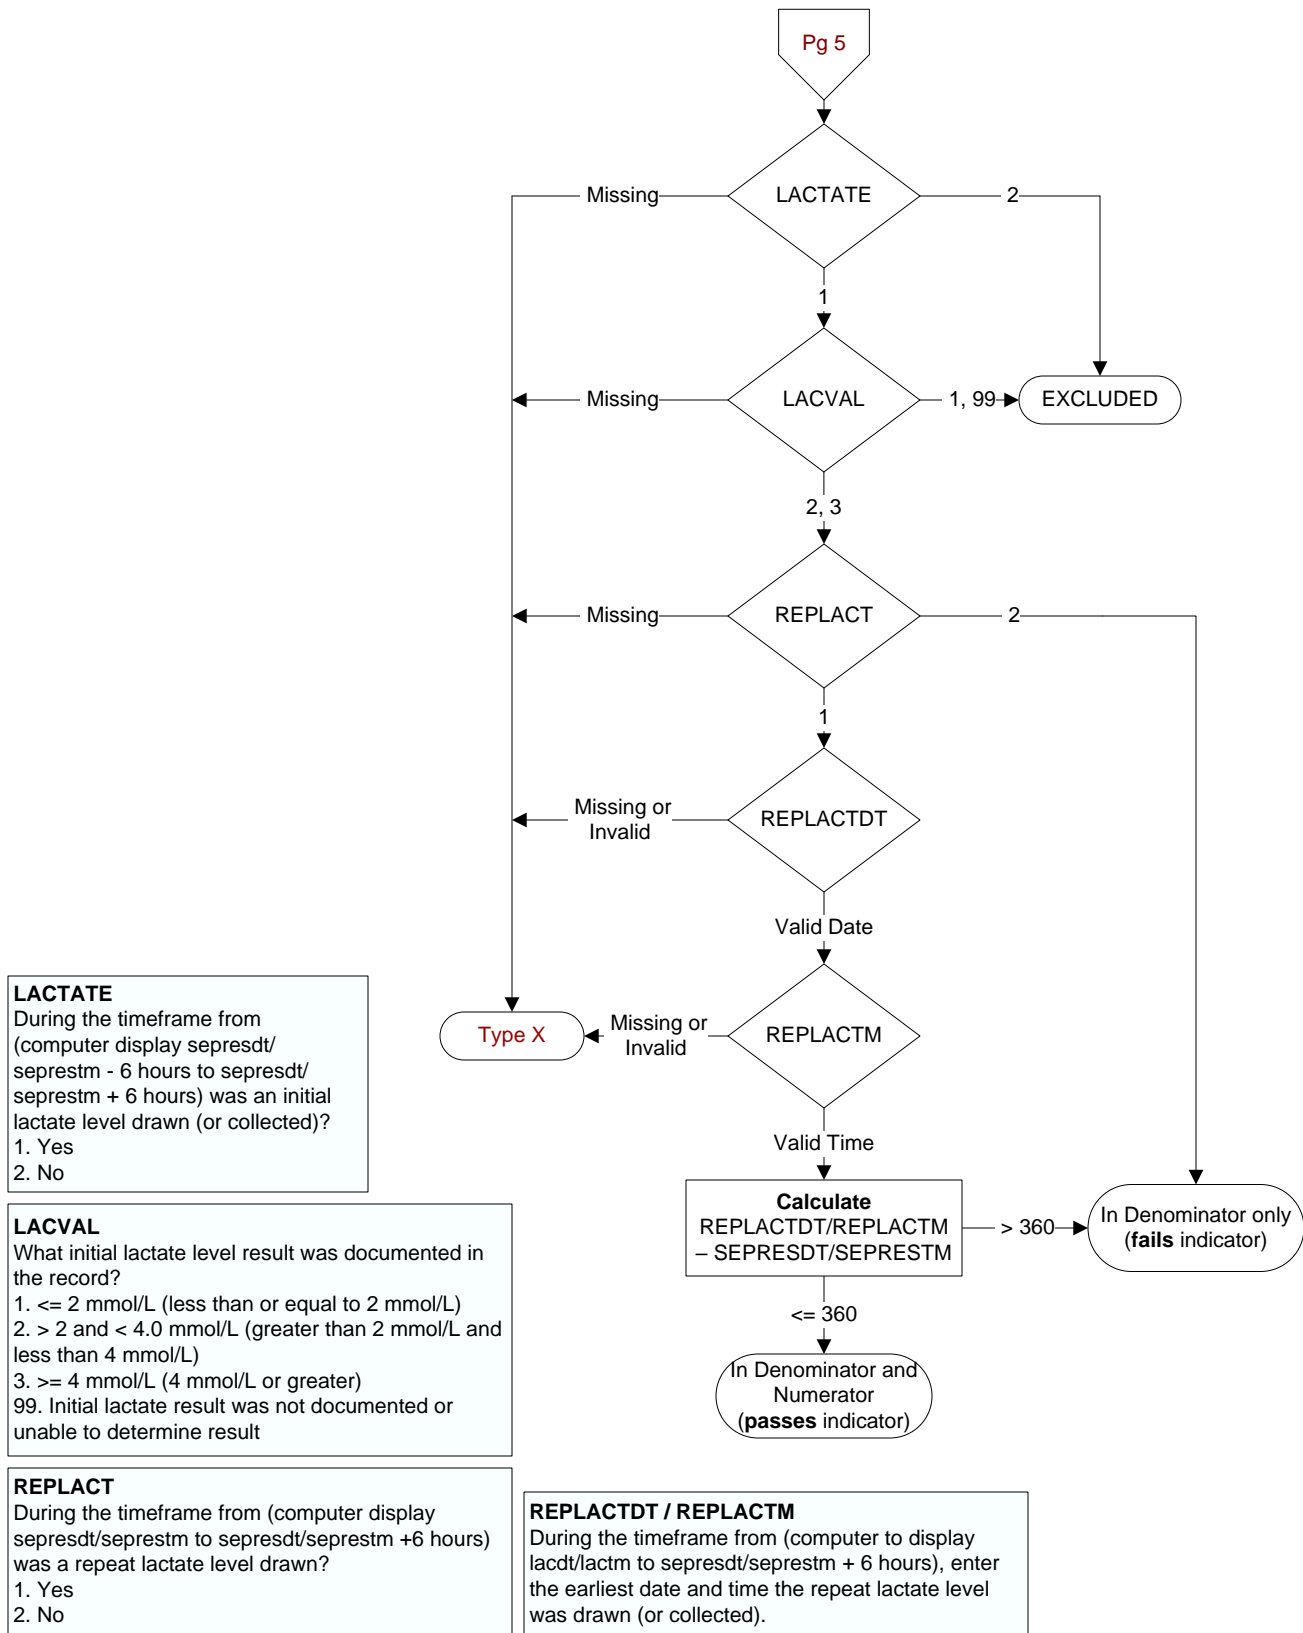 Pg 5
LACTATE
Missing
2
1
LACVAL
Missing
1, 99
EXCLUDED
2, 3
REPLACT
Missing
2
1
REPLACTDT
Missing or
Invalid
Valid Date
REPLACTM
Missing or
Invalid
Type X
Valid Time
Calculate
REPLACTDT/REPLACTM
– SEPRESDT/SEPRESTM
> 360
In Denominator only
(fails indicator)
<= 360
In Denominator and
Numerator
(passes indicator)
LACTATE
During the timeframe from
(computer display sepresdt/
seprestm - 6 hours to sepresdt/
seprestm + 6 hours) was an initial
lactate level drawn (or collected)?
1. Yes
2. No
LACVAL
What initial lactate level result was documented in
the record?
1. <= 2 mmol/L (less than or equal to 2 mmol/L)
2. > 2 and < 4.0 mmol/L (greater than 2 mmol/L and
less than 4 mmol/L)
3. >= 4 mmol/L (4 mmol/L or greater)
99. Initial lactate result was not documented or
unable to determine result
REPLACT
During the timeframe from (computer display
sepresdt/seprestm to sepresdt/seprestm +6 hours)
was a repeat lactate level drawn?
1. Yes
2. No
REPLACTDT / REPLACTM
During the timeframe from (computer to display
lacdt/lactm to sepresdt/seprestm + 6 hours), enter
the earliest date and time the repeat lactate level
was drawn (or collected).